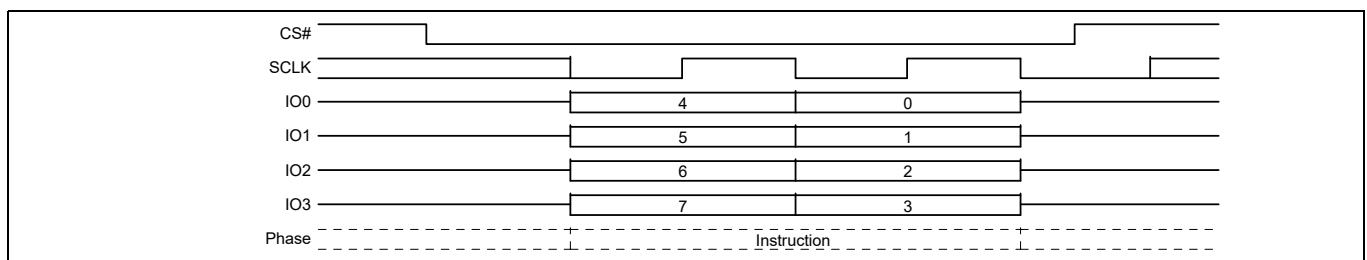 CS#
SCLK
IO0 4 0
IO1 5 1
IO2 6 2
IO3 7 3
Phase Instruction